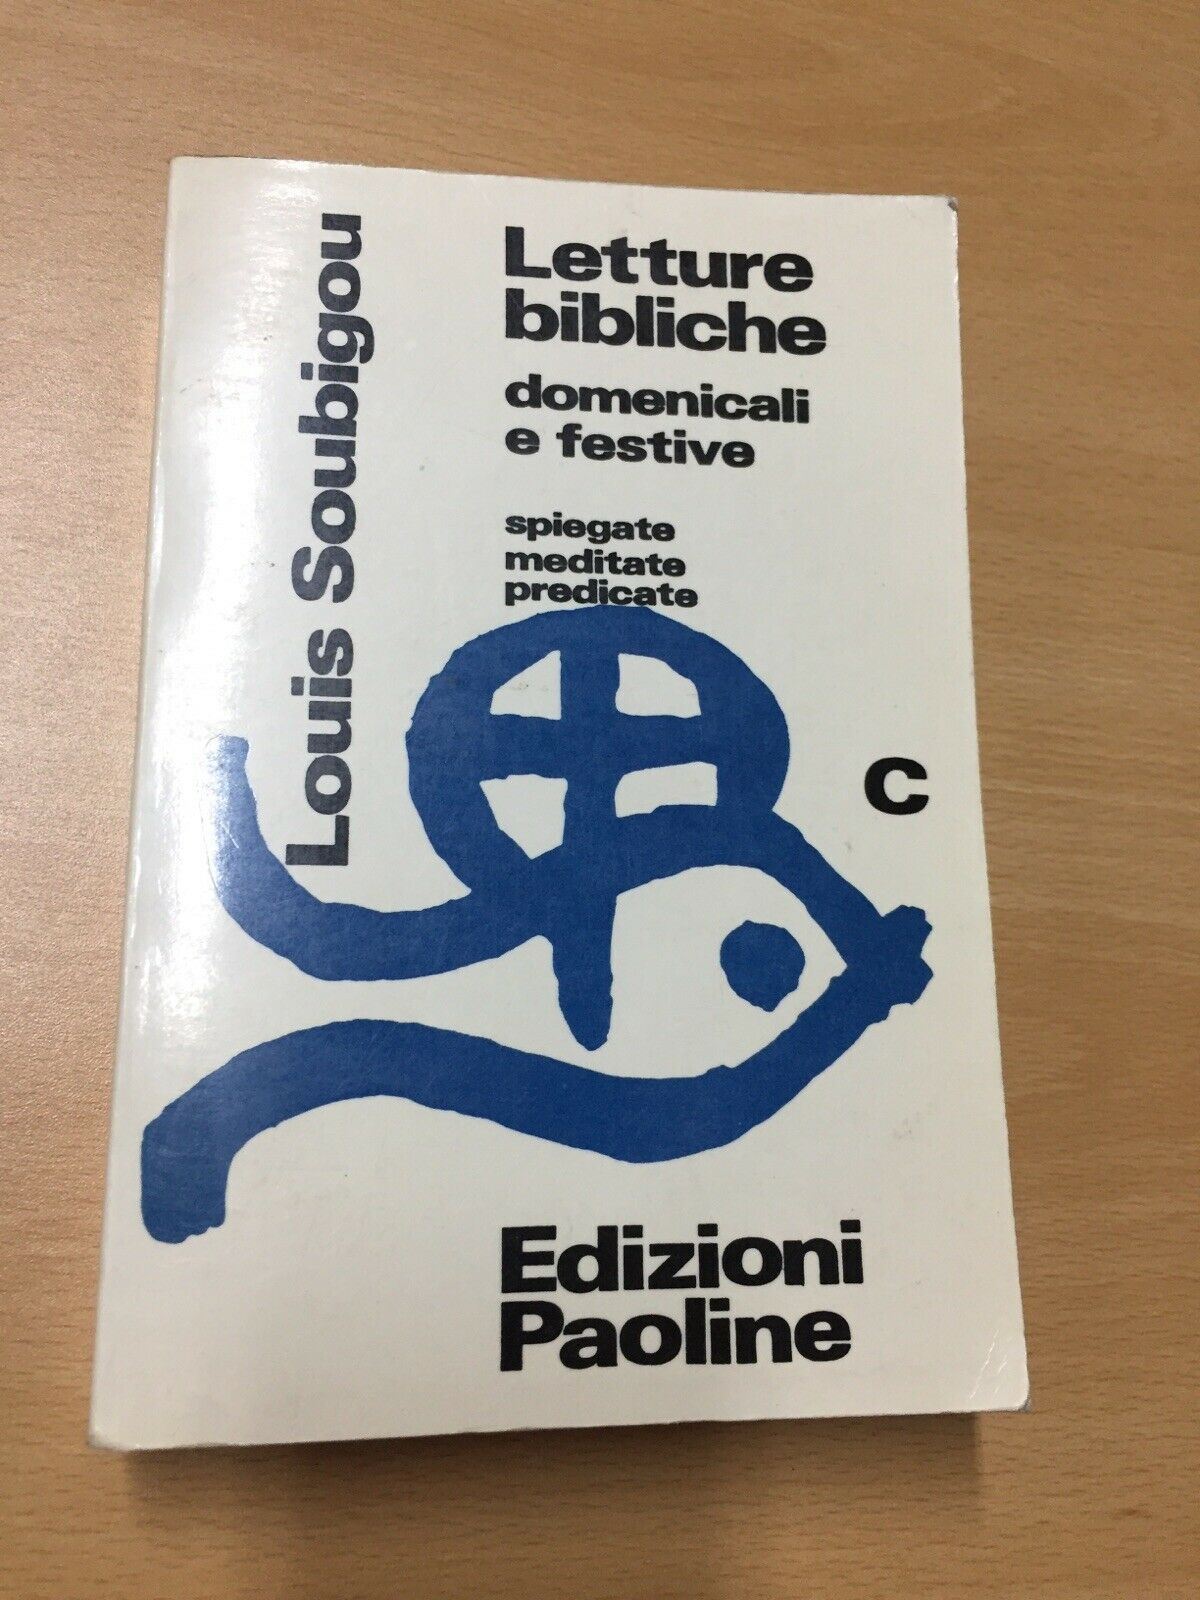 Louis Soubigou
Letture
bibliche
domenicali
e festive
spiegate
meditate
predicate
C
Edizioni
Paoline